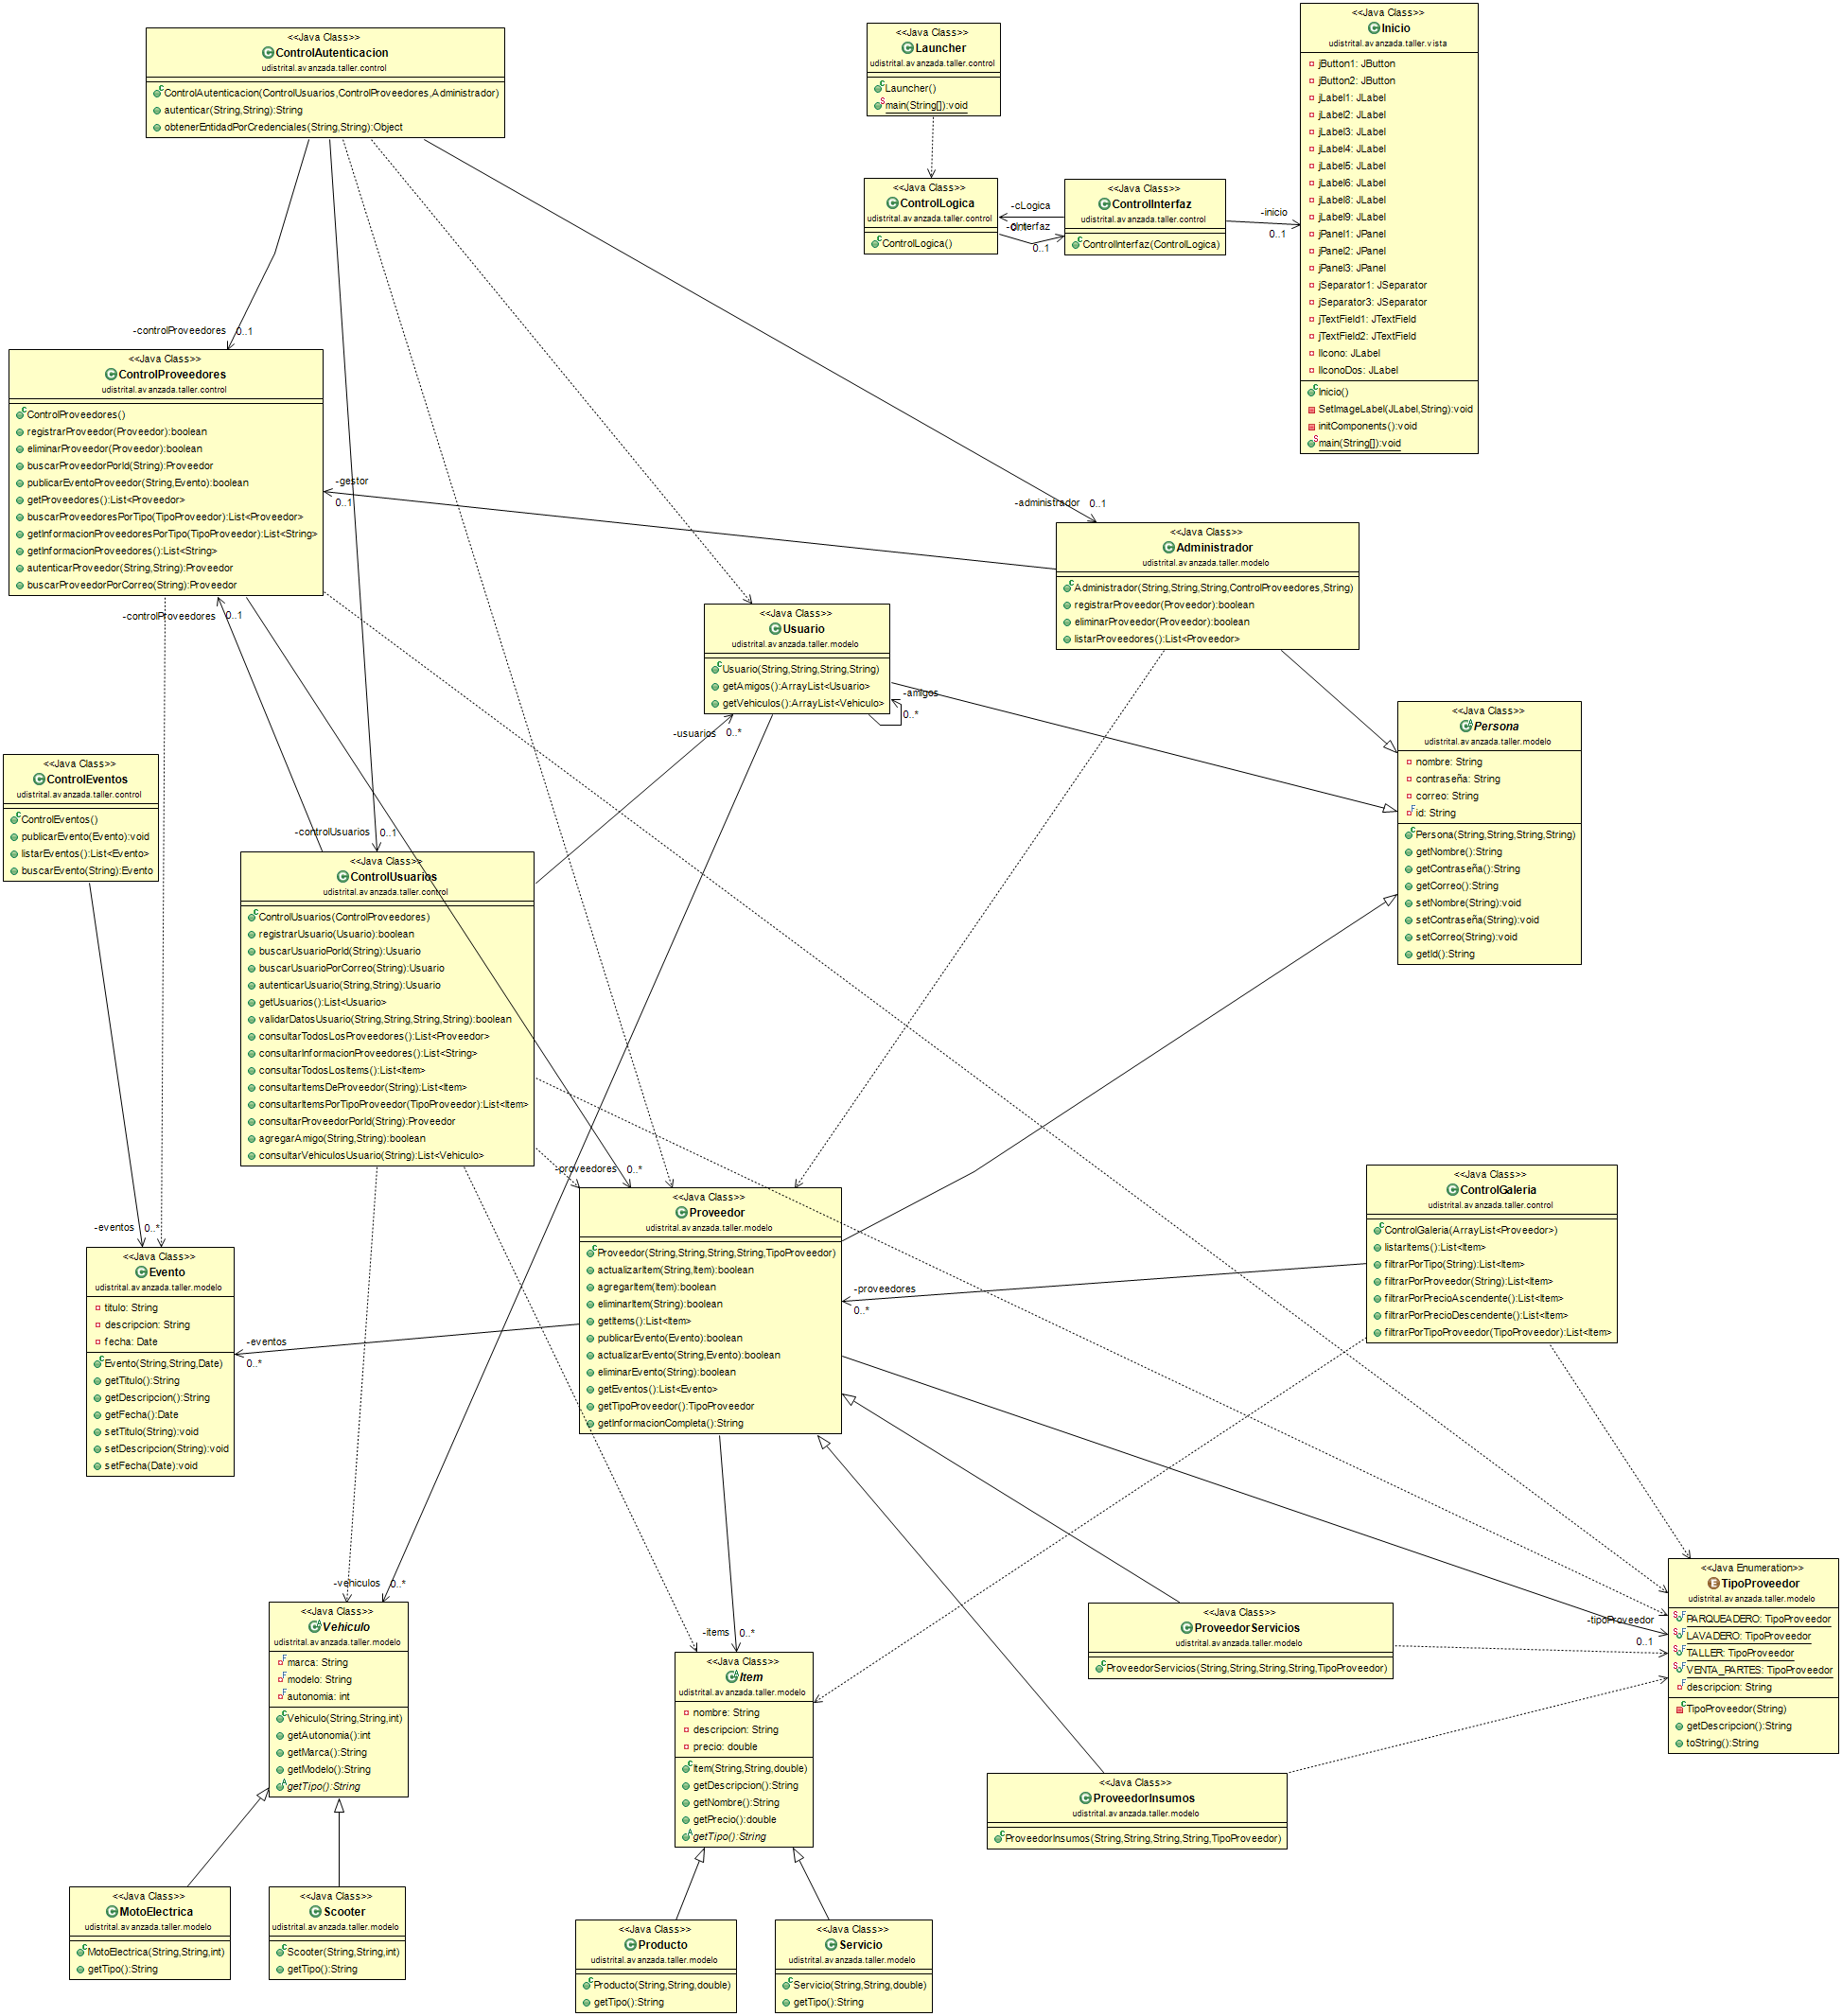 <<Java Class>>
ControlAutenticacion
udistrital.avanzada.taller.control
ControlAutenticacion(ControlUsuarios,ControlProveedores,Administrador)
autenticar(String,String):String
obtenerEntidadPorCredenciales(String,String):Object
<<Java Class>>
Launcher
udistrital.avanzada.taller.control
Launcher()
main(String[]):void
<<Java Class>>
Inicio
udistrital.avanzada.taller.vista
jButton1: JButton
jButton2: JButton
jLabel1: JLabel
jLabel2: JLabel
jLabel3: JLabel
jLabel4: JLabel
jLabel5: JLabel
jLabel6: JLabel
jLabel8: JLabel
jLabel9: JLabel
jPanel1: JPanel
jPanel2: JPanel
jPanel3: JPanel
jSeparator1: JSeparator
jSeparator3: JSeparator
jTextField1: JTextField
jTextField2: JTextField
lIcono: JLabel
lIconoDos: JLabel
Inicio()
SetImageLabel(JLabel,String):void
initComponents():void
main(String[]):void
<<Java Class>>
ControlLogica
udistrital.avanzada.taller.control
ControlLogica()
-cLogica
0..1
-cInterfaz
0..1
<<Java Class>>
ControlInterfaz
udistrital.avanzada.taller.control
ControlInterfaz(ControlLogica)
-inicio
0..1
-controlProveedores 0..1
<<Java Class>>
ControlProveedores
udistrital.avanzada.taller.control
ControlProveedores()
registrarProveedor(Proveedor):boolean
eliminarProveedor(Proveedor):boolean
buscarProveedorPorId(String):Proveedor
publicarEventoProveedor(String,Evento):boolean
getProveedores():List<Proveedor>
buscarProveedoresPorTipo(TipoProveedor):List<Proveedor>
getInformacionProveedoresPorTipo(TipoProveedor):List<String>
getInformacionProveedores():List<String>
autenticarProveedor(String,String):Proveedor
buscarProveedorPorCorreo(String):Proveedor
-gestor
0..1
-administrador 0..1
<<Java Class>>
Administrador
udistrital.avanzada.taller.modelo
Administrador(String,String,String,ControlProveedores,String)
registrarProveedor(Proveedor):boolean
eliminarProveedor(Proveedor):boolean
listarProveedores():List<Proveedor>
-controlProveedores 0..1
<<Java Class>>
Usuario
udistrital.avanzada.taller.modelo
Usuario(String,String,String,String)
getAmigos():ArrayList<Usuario>
getVehiculos():ArrayList<Vehiculo>
-amigos
0..*
-usuarios 0..*
<<Java Class>>
Persona
udistrital.avanzada.taller.modelo
nombre: String
contraseña: String
correo: String
id: String
Persona(String,String,String,String)
getNombre():String
getContraseña():String
getCorreo():String
setNombre(String):void
setContraseña(String):void
setCorreo(String):void
getId():String
<<Java Class>>
ControlEventos
udistrital.avanzada.taller.control
ControlEventos()
publicarEvento(Evento):void
listarEventos():List<Evento>
buscarEvento(String):Evento
-controlUsuarios 0..1
<<Java Class>>
ControlUsuarios
udistrital.avanzada.taller.control
ControlUsuarios(ControlProveedores)
registrarUsuario(Usuario):boolean
buscarUsuarioPorId(String):Usuario
buscarUsuarioPorCorreo(String):Usuario
autenticarUsuario(String,String):Usuario
getUsuarios():List<Usuario>
validarDatosUsuario(String,String,String,String):boolean
consultarTodosLosProveedores():List<Proveedor>
consultarInformacionProveedores():List<String>
consultarTodosLosItems():List<Item>
consultarItemsDeProveedor(String):List<Item>
consultarItemsPorTipoProveedor(TipoProveedor):List<Item>
consultarProveedorPorId(String):Proveedor
agregarAmigo(String,String):boolean
consultarVehiculosUsuario(String):List<Vehiculo>
-proveedores 0..*
<<Java Class>>
Proveedor
udistrital.avanzada.taller.modelo
Proveedor(String,String,String,String,TipoProveedor)
actualizarItem(String,Item):boolean
agregarItem(Item):boolean
eliminarItem(String):boolean
getItems():List<Item>
publicarEvento(Evento):boolean
actualizarEvento(String,Evento):boolean
eliminarEvento(String):boolean
getEventos():List<Evento>
getTipoProveedor():TipoProveedor
getInformacionCompleta():String
<<Java Class>>
ControlGaleria
udistrital.avanzada.taller.control
ControlGaleria(ArrayList<Proveedor>)
listarItems():List<Item>
filtrarPorTipo(String):List<Item>
filtrarPorProveedor(String):List<Item>
filtrarPorPrecioAscendente():List<Item>
filtrarPorPrecioDescendente():List<Item>
filtrarPorTipoProveedor(TipoProveedor):List<Item>
-proveedores
0..*
-eventos 0..*
<<Java Class>>
Evento
udistrital.avanzada.taller.modelo
titulo: String
descripcion: String
fecha: Date
Evento(String,String,Date)
getTitulo():String
getDescripcion():String
getFecha():Date
setTitulo(String):void
setDescripcion(String):void
setFecha(Date):void
-eventos
0..*
-vehiculos 0..*
<<Java Class>>
Vehiculo
udistrital.avanzada.taller.modelo
marca: String
modelo: String
autonomia: int
Vehiculo(String,String,int)
getAutonomia():int
getMarca():String
getModelo():String
getTipo():String
-items 0..*
<<Java Class>>
Item
udistrital.avanzada.taller.modelo
nombre: String
descripcion: String
precio: double
Item(String,String,double)
getDescripcion():String
getNombre():String
getPrecio():double
getTipo():String
<<Java Class>>
ProveedorServicios
udistrital.avanzada.taller.modelo
ProveedorServicios(String,String,String,String,TipoProveedor)
-tipoProveedor
0..1
<<Java Enumeration>>
TipoProveedor
udistrital.avanzada.taller.modelo
PARQUEADERO: TipoProveedor
LAVADERO: TipoProveedor
TALLER: TipoProveedor
VENTA_PARTES: TipoProveedor
descripcion: String
TipoProveedor(String)
getDescripcion():String
toString():String
<<Java Class>>
ProveedorInsumos
udistrital.avanzada.taller.modelo
ProveedorInsumos(String,String,String,String,TipoProveedor)
<<Java Class>>
MotoElectrica
udistrital.avanzada.taller.modelo
MotoElectrica(String,String,int)
getTipo():String
<<Java Class>>
Scooter
udistrital.avanzada.taller.modelo
Scooter(String,String,int)
getTipo():String
<<Java Class>>
Producto
udistrital.avanzada.taller.modelo
Producto(String,String,double)
getTipo():String
<<Java Class>>
Servicio
udistrital.avanzada.taller.modelo
Servicio(String,String,double)
getTipo():String